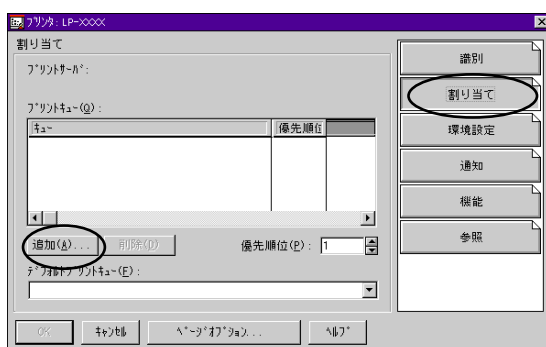 プリンタ: LP-XXXX
割り当て
プリントサーバ:
プリントキュー(Q):
キュー 優先順位
追加(A)... 削除(D) 優先順位(P): 1
デフォルトプリントキュー(F):
OK キャンセル ページオプション... ヘルプ
識別
割り当て
環境設定
通知
機能
参照